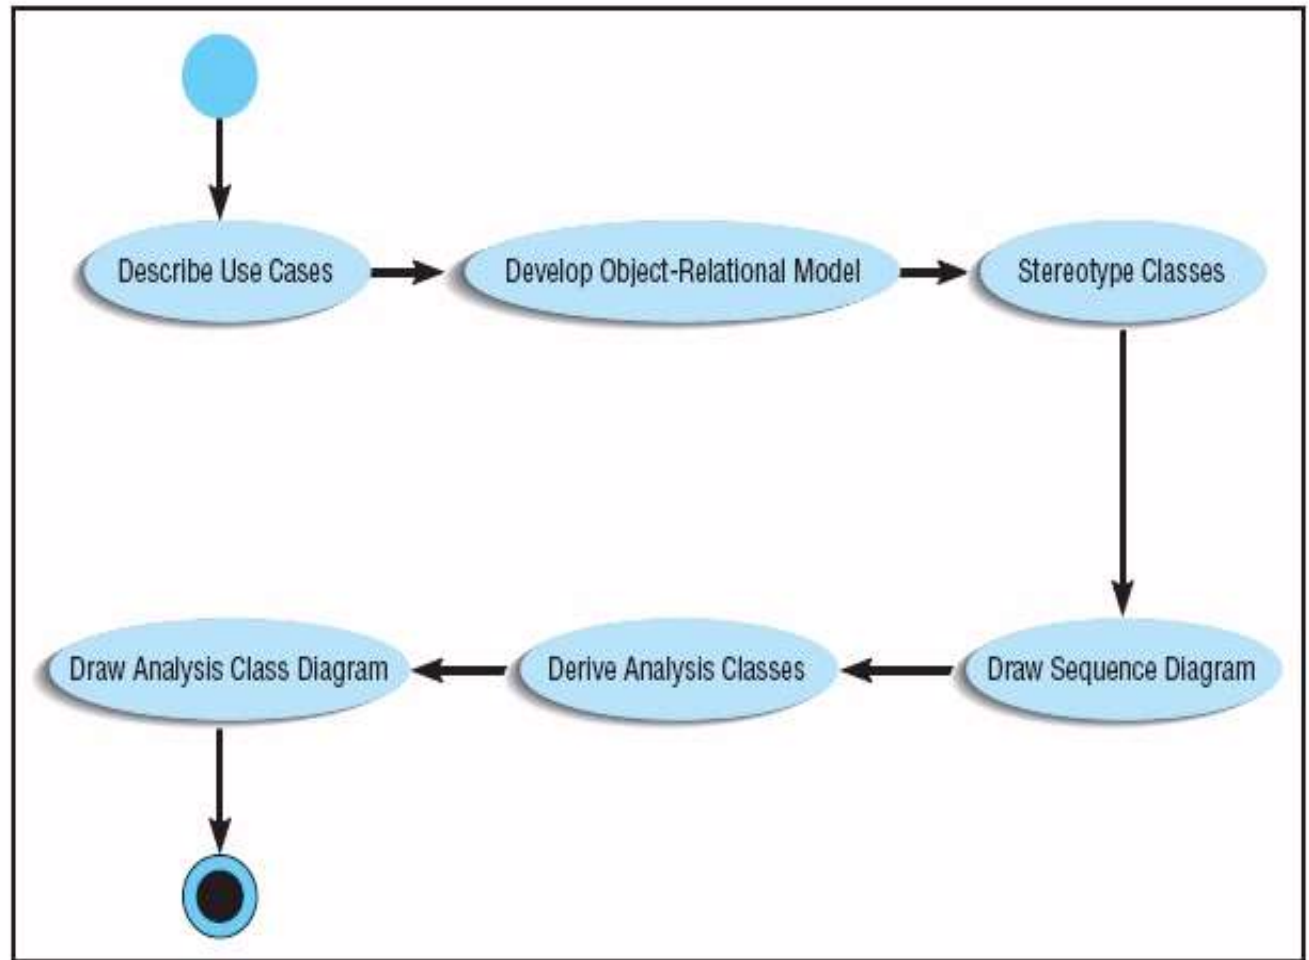 Describe Use Cases
Develop Object-Relational Model
Stereotype Classes
Draw Sequence Diagram
Derive Analysis Classes
Draw Analysis Class Diagram